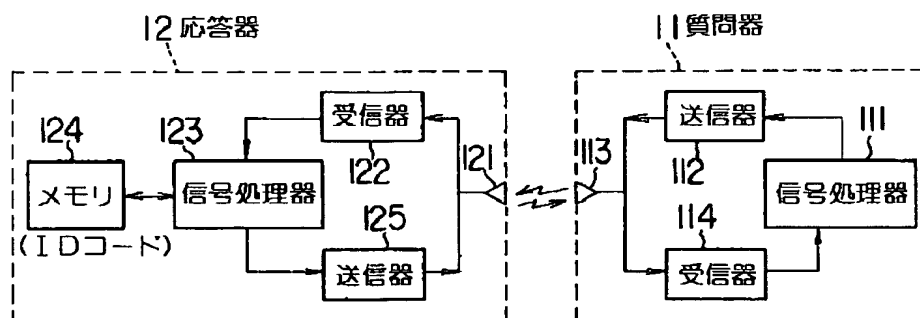 12 応答器
11 質問器
124
メモリ
(IDコード)
123
信号処理器
受信器
122
125
送信器
121
113
送信器
112
114
受信器
111
信号処理器